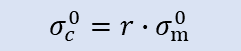 σ_c^0 = r · σ_m^0